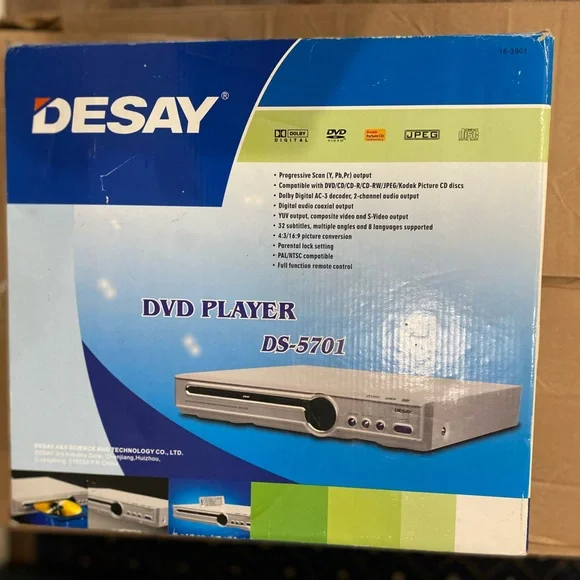 16-3901
DESAY®
DOLBY
DIGITAL
DVD
VIDEO
JPEG
• Progressive Scan (Y, Pb,Pr) output
• Compatible with DVD/CD/CD-R/CD-RW/JPEG/Kodak Picture CD discs
• Dolby Digital AC-3 decoder, 2-channel audio output
• Digital audio coaxial output
• YUV output, composite video and S-Video output
• 32 subtitles, multiple angles and 8 languages supported
• 4:3/16:9 picture conversion
• Parental lock setting
• PAL/NTSC compatible
• Full function remote control
DVD PLAYER
DS-5701
DESAY
DESAY A&V SCIENCE AND TECHNOLOGY CO., LTD.